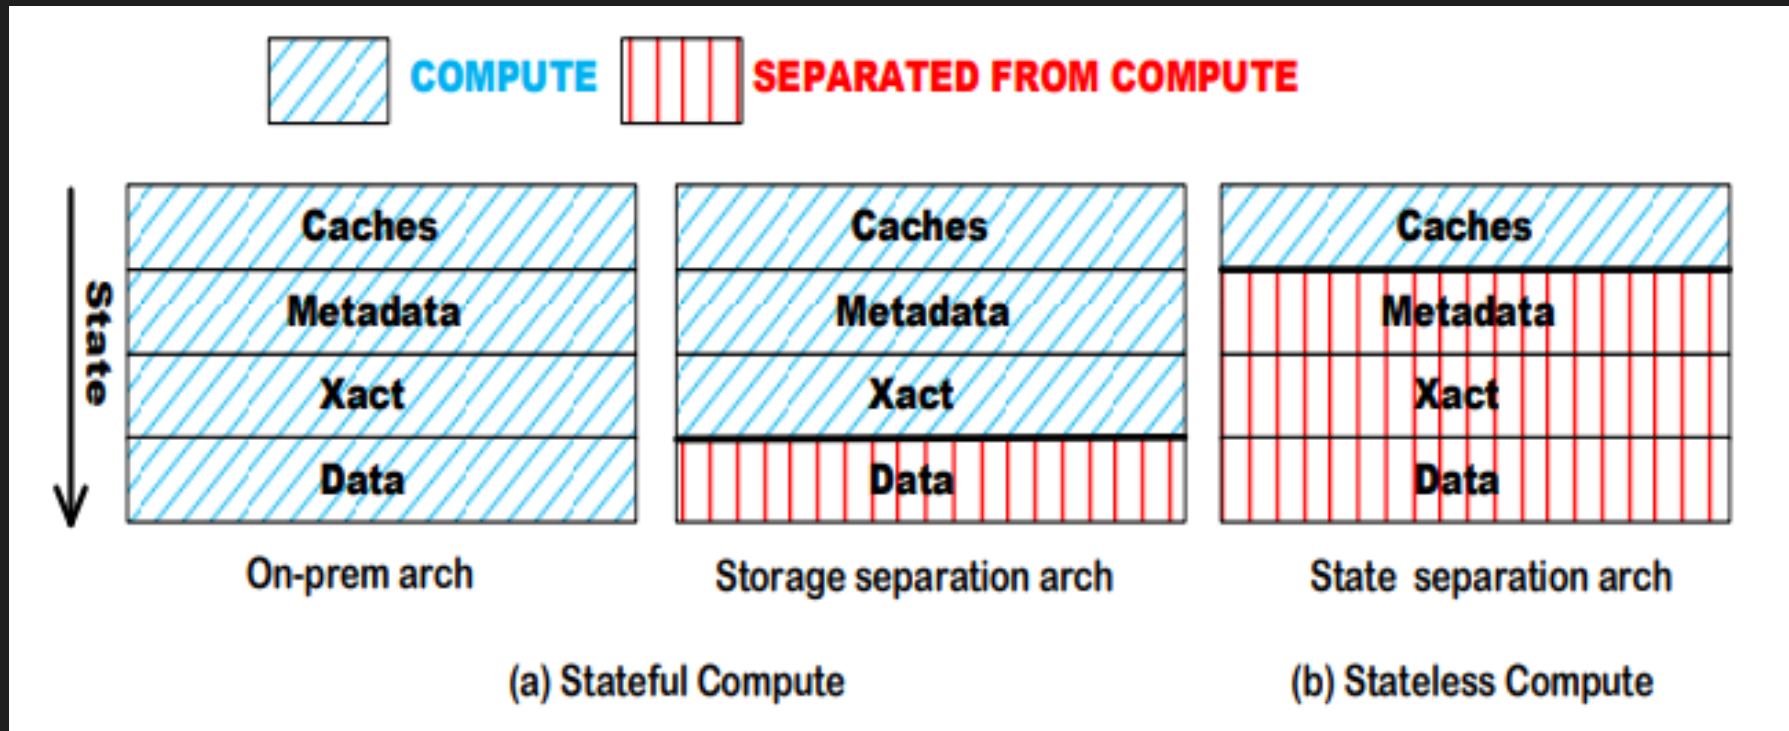 COMPUTE SEPARATED FROM COMPUTE
State
Caches
Metadata
Xact
Data
On-prem arch
Caches
Metadata
Xact
Data
Storage separation arch
Caches
Metadata
Xact
Data
State separation arch
(a) Stateful Compute
(b) Stateless Compute